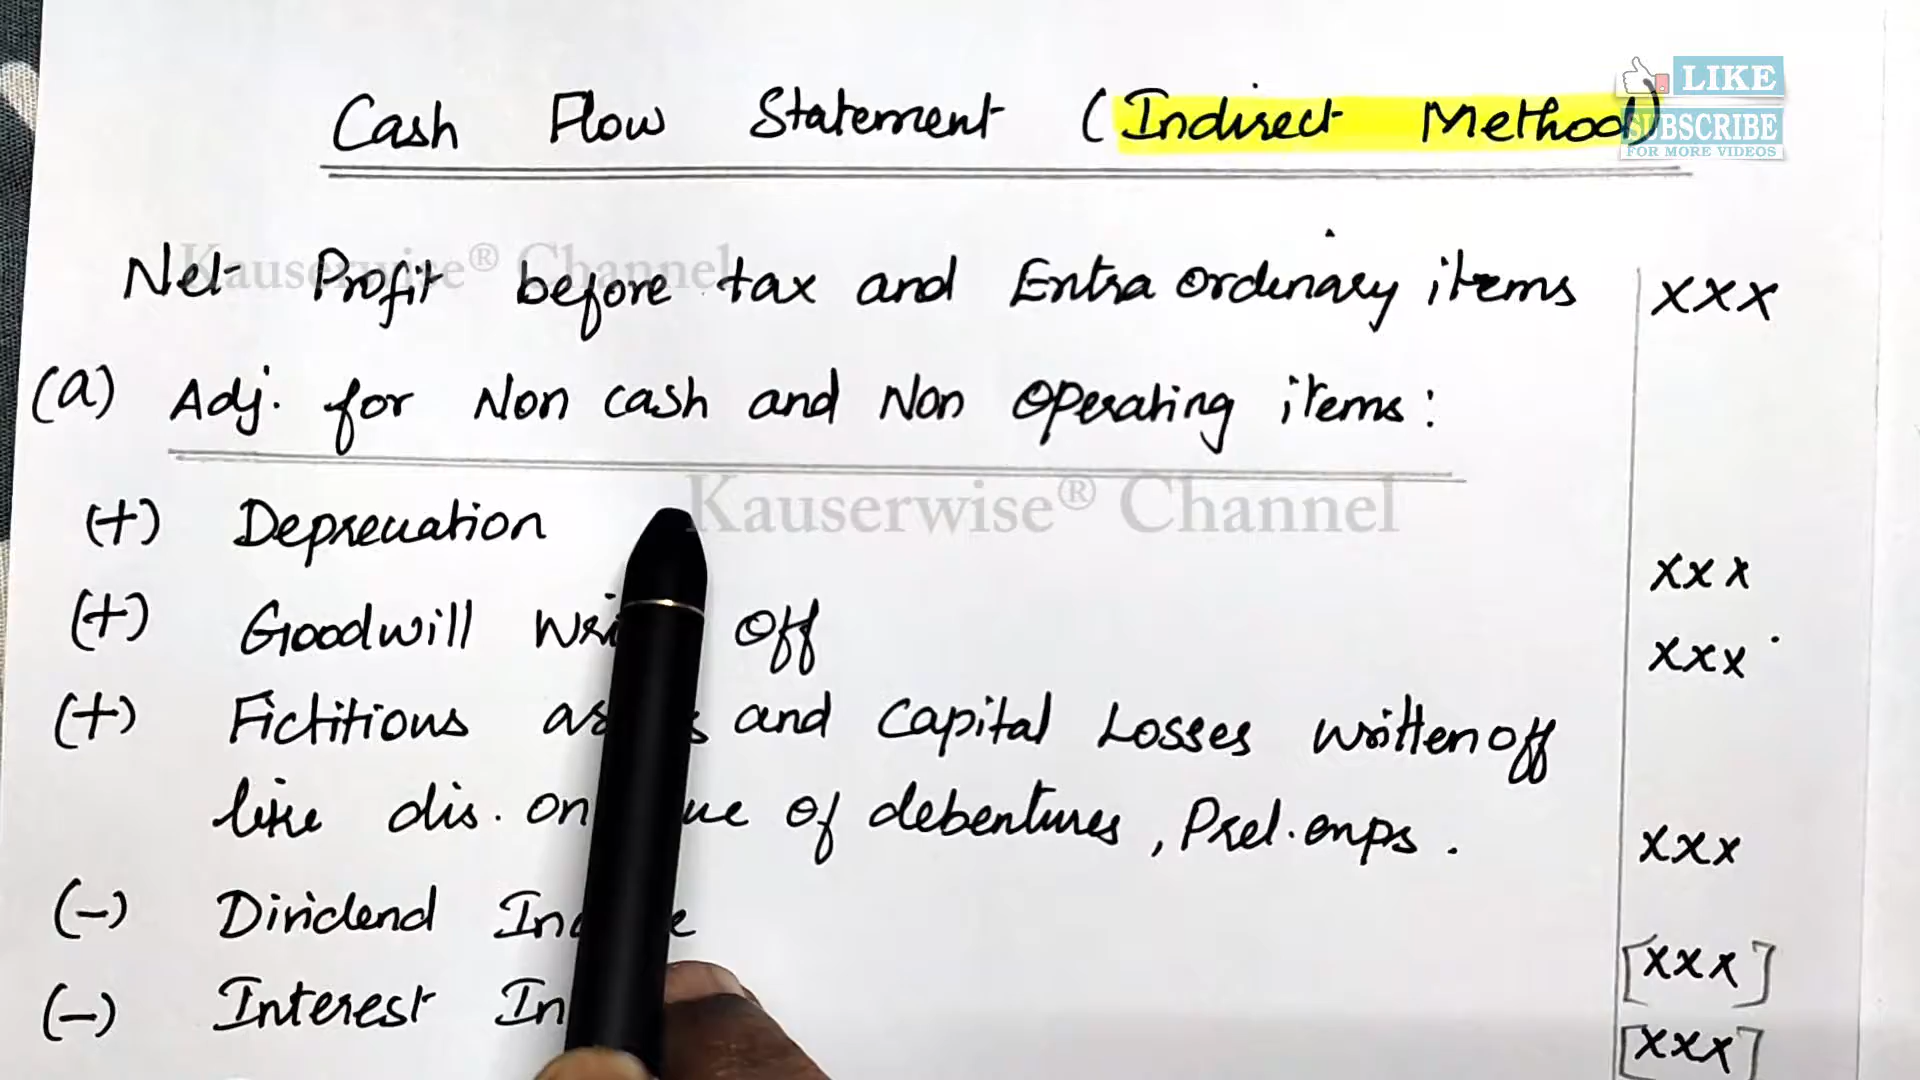 Cash Flow Statement (Indirect Method)
LIKE
SUBSCRIBE
FOR MORE VIDEOS
Kauserwise® Channel
Net Profit before tax and Extra ordinary items xxx
(a) Adj. for Non cash and Non Operating items:
Kauserwise® Channel
(+) Depreciation xxx
(+) Goodwill Off xxx
(+) Fictitious and Capital Losses written off
like dis. on of debentures, Prel. exps. xxx
(-) Dividend [xxx]
(-) Interest [xxx]